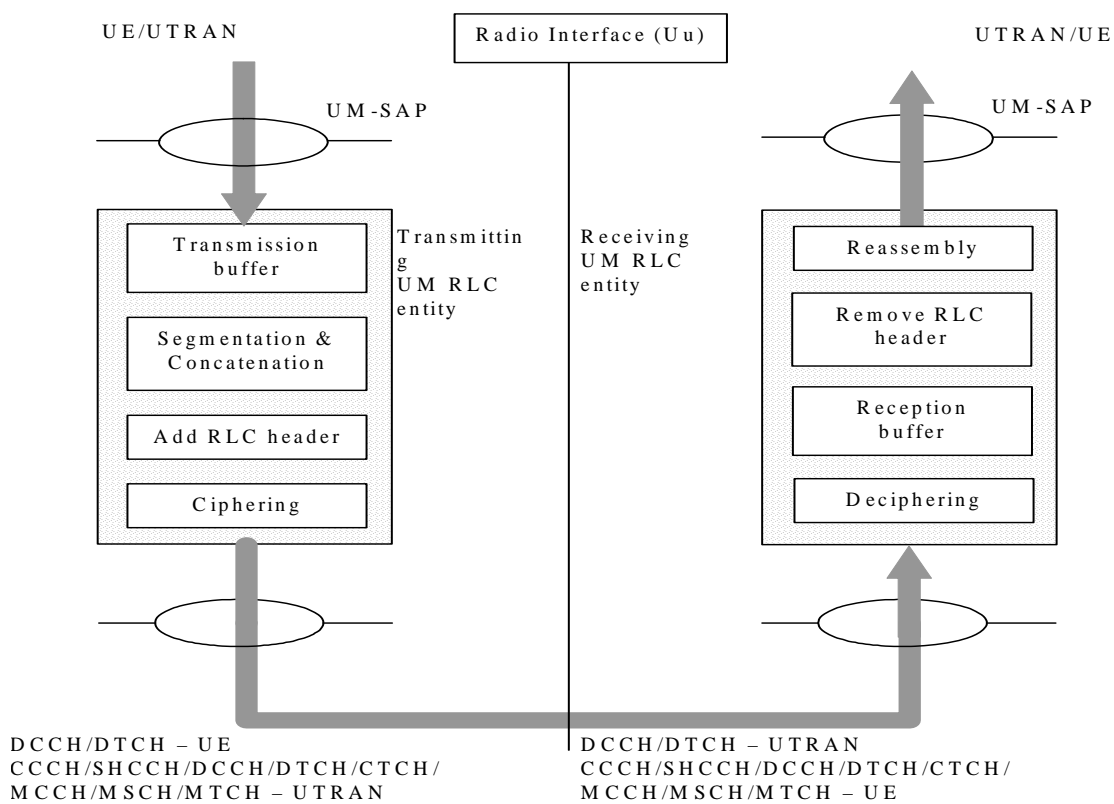 UE/UTRAN
Radio Interface (Uu)
UTRAN/UE
UM-SAP
UM-SAP
Transmission
buffer
Segmentation &
Concatenation
Add RLC header
Ciphering
Transmittin
g
UM RLC
entity
Receiving
UM RLC
entity
Reassembly
Remove RLC
header
Reception
buffer
Deciphering
DCCH/DTCH – UE
CCCH/SHCCH/DCCH/DTCH/CTCH/
MCCH/MSCH/MTCH – UTRAN
DCCH/DTCH – UTRAN
CCCH/SHCCH/DCCH/DTCH/CTCH/
MCCH/MSCH/MTCH – UE